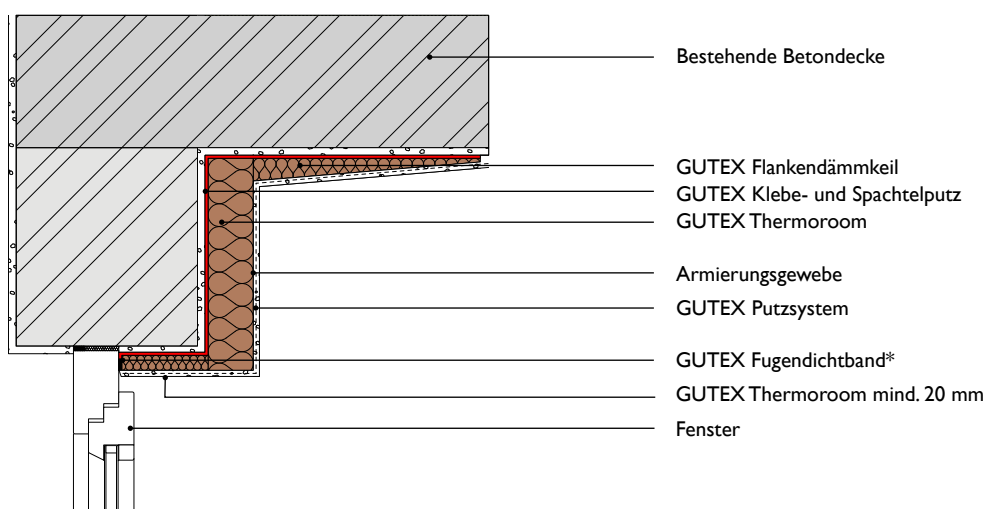 Bestehende Betondecke
GUTEX Flankendämmkeil
GUTEX Klebe- und Spachtelputz
GUTEX Thermoroom
Armierungsgewebe
GUTEX Putzsystem
GUTEX Fugendichtband*
GUTEX Thermoroom mind. 20 mm
Fenster